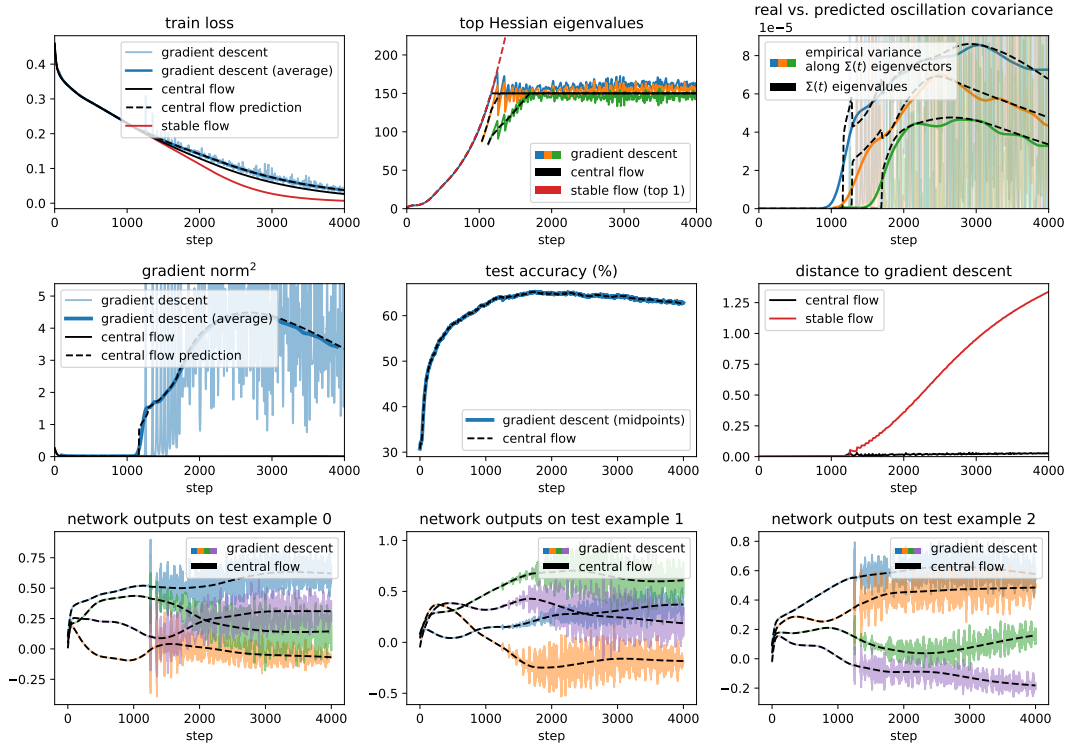 train loss
0.4
0.3
0.2
0.1
0.0
gradient descent
gradient descent (average)
central flow
central flow prediction
stable flow
0 1000 2000 3000 4000
step
top Hessian eigenvalues
200
150
100
50
0
gradient descent
central flow
stable flow (top 1)
0 1000 2000 3000 4000
step
real vs. predicted oscillation covariance
1e−5
8
6
4
2
0
empirical variance
along Σ(t) eigenvectors
Σ(t) eigenvalues
0 1000 2000 3000 4000
step
gradient norm²
5
4
3
2
1
0
gradient descent
gradient descent (average)
central flow
central flow prediction
0 1000 2000 3000 4000
step
test accuracy (%)
60
50
40
30
gradient descent (midpoints)
central flow
0 1000 2000 3000 4000
step
distance to gradient descent
1.25
1.00
0.75
0.50
0.25
0.00
central flow
stable flow
0 1000 2000 3000 4000
step
network outputs on test example 0
0.75
0.50
0.25
0.00
−0.25
gradient descent
central flow
0 1000 2000 3000 4000
step
network outputs on test example 1
1.0
0.5
0.0
−0.5
gradient descent
central flow
0 1000 2000 3000 4000
step
network outputs on test example 2
0.8
0.6
0.4
0.2
0.0
−0.2
gradient descent
central flow
0 1000 2000 3000 4000
step